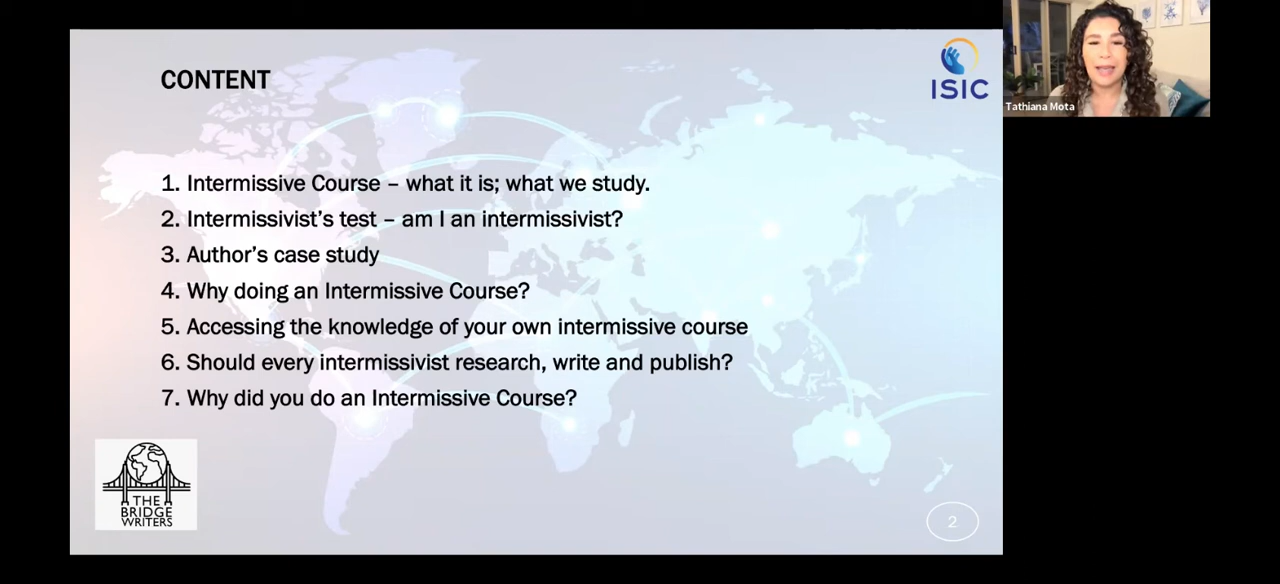 CONTENT
ISIC
Tathiana Mota
1. Intermissive Course – what it is; what we study.
2. Intermissivist's test – am I an intermissivist?
3. Author's case study
4. Why doing an Intermissive Course?
5. Accessing the knowledge of your own intermissive course
6. Should every intermissivist research, write and publish?
7. Why did you do an Intermissive Course?
THE
BRIDGE
WRITERS
2